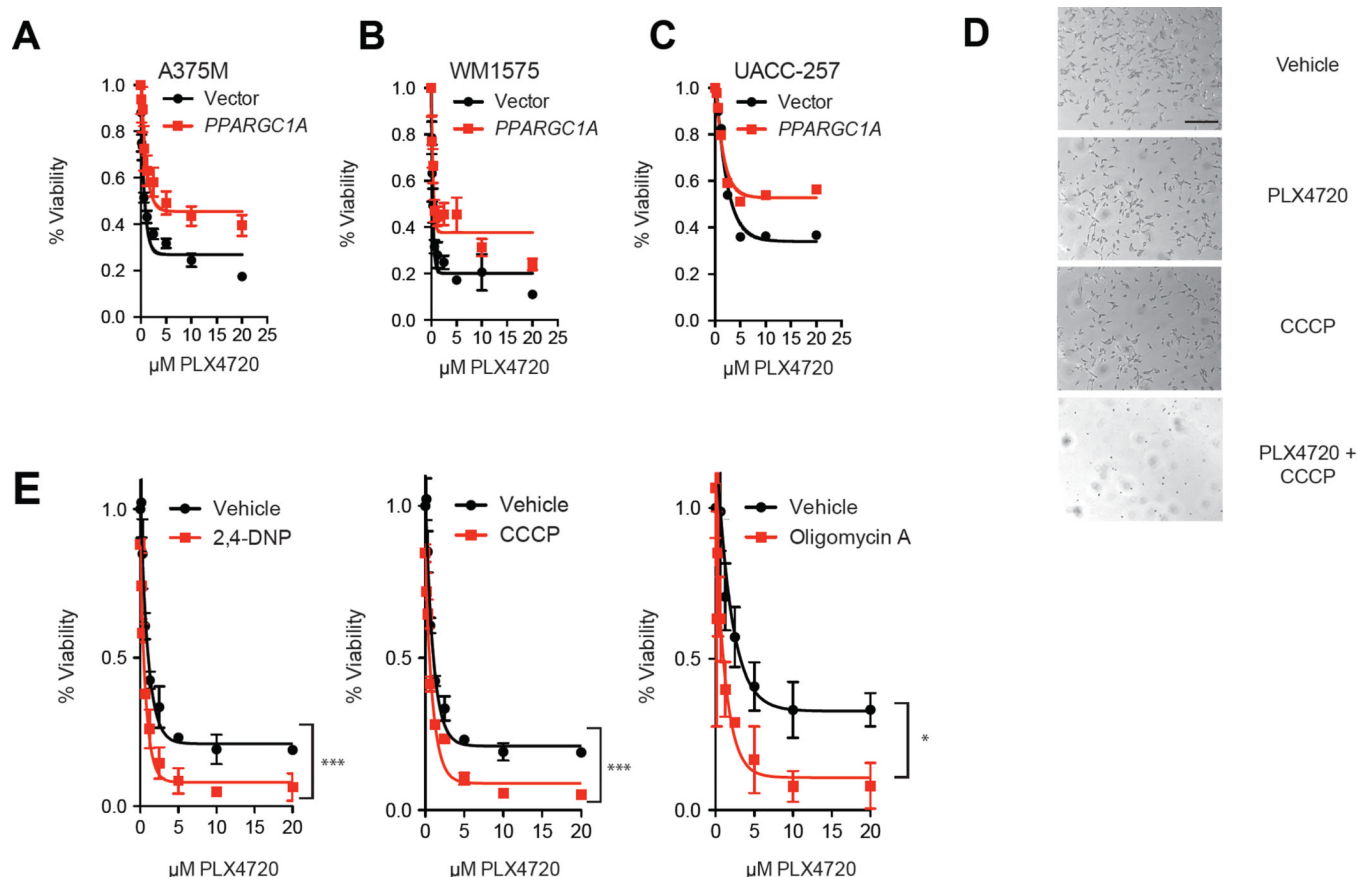 A
A375M
Vector
PPARGC1A
% Viability
1.0
0.8
0.6
0.4
0.2
0.0
0 5 10 15 20 25
µM PLX4720
B
WM1575
Vector
PPARGC1A
% Viability
1.0
0.8
0.6
0.4
0.2
0.0
0 5 10 15 20 25
µM PLX4720
C
UACC-257
Vector
PPARGC1A
% Viability
1.0
0.8
0.6
0.4
0.2
0.0
0 5 10 15 20 25
µM PLX4720
D
Vehicle
PLX4720
CCCP
PLX4720 +
CCCP
E
Vehicle
2,4-DNP
% Viability
1.0
0.5
0.0
***
0 5 10 15 20
µM PLX4720
Vehicle
CCCP
% Viability
1.0
0.5
0.0
***
0 5 10 15 20
µM PLX4720
Vehicle
Oligomycin A
% Viability
1.0
0.5
0.0
*
0 5 10 15 20
µM PLX4720